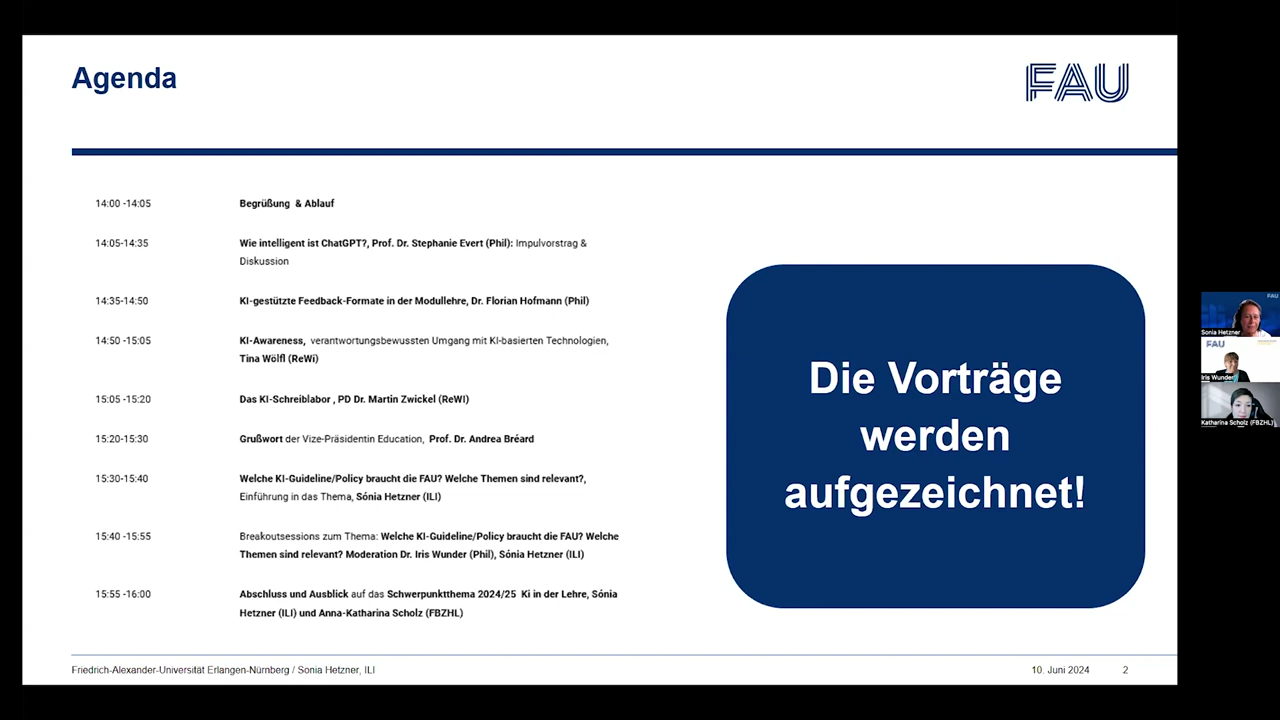 Agenda
FAU
14:00 -14:05
Begrüßung & Ablauf
14:05-14:35
Wie intelligent ist ChatGPT?, Prof. Dr. Stephanie Evert (Phil): Impulvorstrag &
Diskussion
14:35-14:50
KI-gestützte Feedback-Formate in der Modullehre, Dr. Florian Hofmann (Phil)
14:50 -15:05
KI-Awareness, verantwortungsbewussten Umgang mit KI-basierten Technologien,
Tina Wölfl (ReWi)
15:05 -15:20
Das KI-Schreiblabor , PD Dr. Martin Zwickel (ReWI)
15:20-15:30
Grußwort der Vize-Präsidentin Education, Prof. Dr. Andrea Bréard
15:30-15:40
Welche KI-Guideline/Policy braucht die FAU? Welche Themen sind relevant?,
Einführung in das Thema, Sónia Hetzner (ILI)
15:40 -15:55
Breakoutsessions zum Thema: Welche KI-Guideline/Policy braucht die FAU? Welche
Themen sind relevant? Moderation Dr. Iris Wunder (Phil), Sónia Hetzner (ILI)
15:55 -16:00
Abschluss und Ausblick auf das Schwerpunktthema 2024/25 Ki in der Lehre, Sónia
Hetzner (ILI) und Anna-Katharina Scholz (FBZHL)
Die Vorträge
werden
aufgezeichnet!
Friedrich-Alexander-Universität Erlangen-Nürnberg / Sonia Hetzner, ILI
10. Juni 2024
2
FAU
Sonia Hetzner
FAU
Iris Wunder
Katharina Scholz (FBZHL)